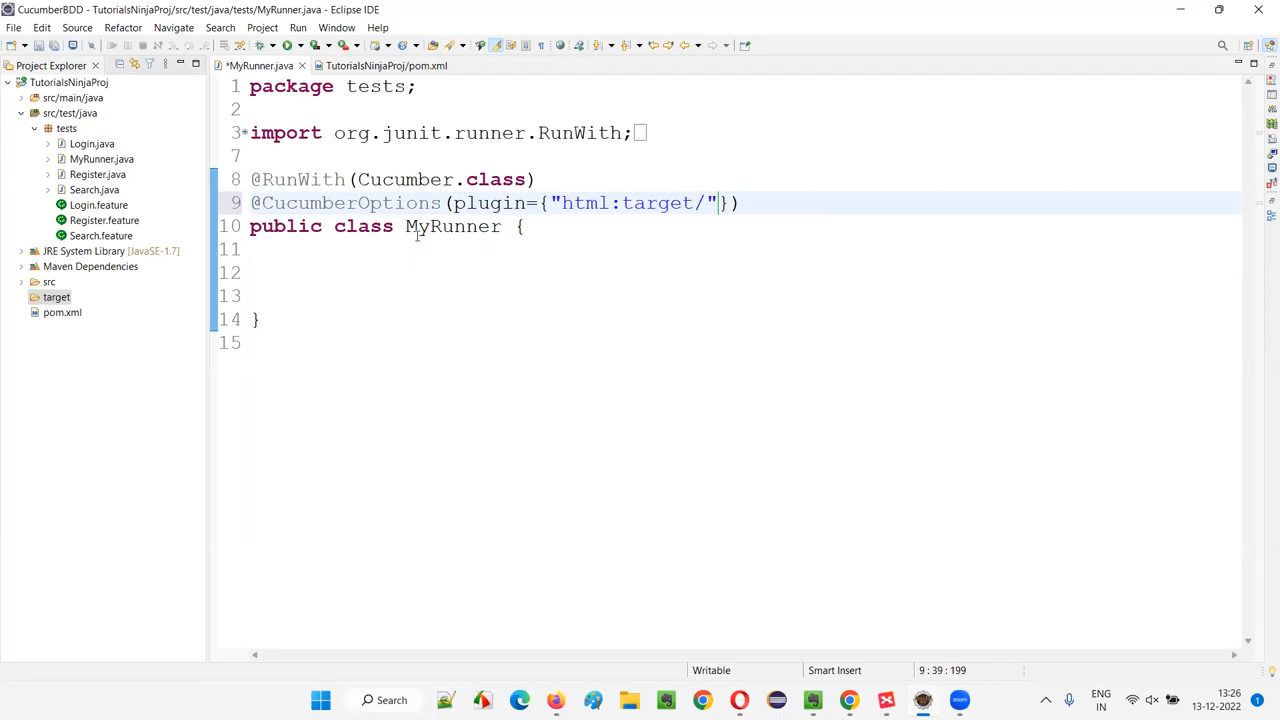 CucumberBDD - TutorialsNinjaProj/src/test/java/tests/MyRunner.java - Eclipse IDE
File Edit Source Refactor Navigate Search Project Run Window Help
Project Explorer
*MyRunner.java
TutorialsNinjaProj/pom.xml
TutorialsNinjaProj
src/main/java
src/test/java
tests
Login.java
MyRunner.java
Register.java
Search.java
Login.feature
Register.feature
Search.feature
JRE System Library [JavaSE-1.7]
Maven Dependencies
src
target
pom.xml
1 package tests;
2
3 import org.junit.runner.RunWith;
7
8 @RunWith(Cucumber.class)
9 @CucumberOptions(plugin={"html:target/"})
10 public class MyRunner {
11
12
13
14 }
15
Writable Smart Insert 9 : 39 : 199
Search
ENG
IN
13:26
13-12-2022
1